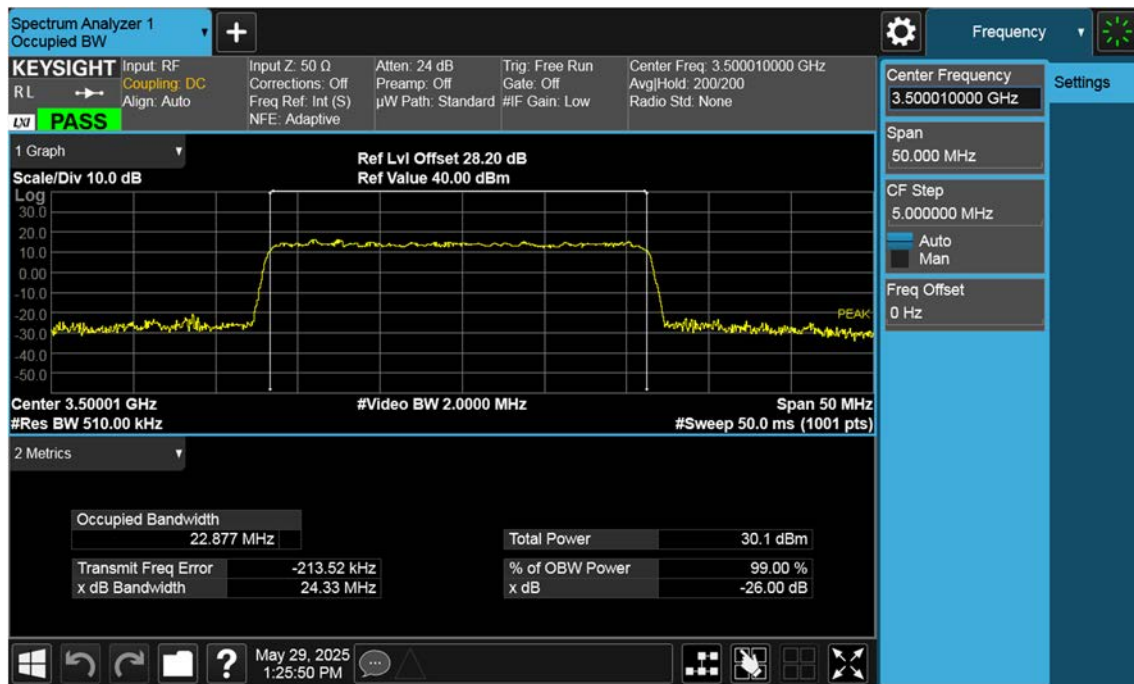 Spectrum Analyzer 1
Occupied BW
+
Frequency
KEYSIGHT
RL
LXI PASS
Input: RF
Coupling: DC
Align: Auto
Input Z: 50 Ω
Corrections: Off
Freq Ref: Int (S)
NFE: Adaptive
Atten: 24 dB
Preamp: Off
µW Path: Standard
Trig: Free Run
Gate: Off
#IF Gain: Low
Center Freq: 3.500010000 GHz
Avg|Hold: 200/200
Radio Std: None
Center Frequency
3.500010000 GHz
Settings
Span
50.000 MHz
CF Step
5.000000 MHz
Auto
Man
Freq Offset
0 Hz
1 Graph
Scale/Div 10.0 dB
Ref Lvl Offset 28.20 dB
Ref Value 40.00 dBm
Log
30.0
20.0
10.0
0.00
-10.0
-20.0
-30.0
-40.0
-50.0
PEAK
Center 3.50001 GHz
#Video BW 2.0000 MHz
Span 50 MHz
#Res BW 510.00 kHz
#Sweep 50.0 ms (1001 pts)
2 Metrics
Occupied Bandwidth
22.877 MHz
Total Power 30.1 dBm
Transmit Freq Error -213.52 kHz
% of OBW Power 99.00 %
x dB Bandwidth 24.33 MHz
x dB -26.00 dB
?
May 29, 2025
1:25:50 PM